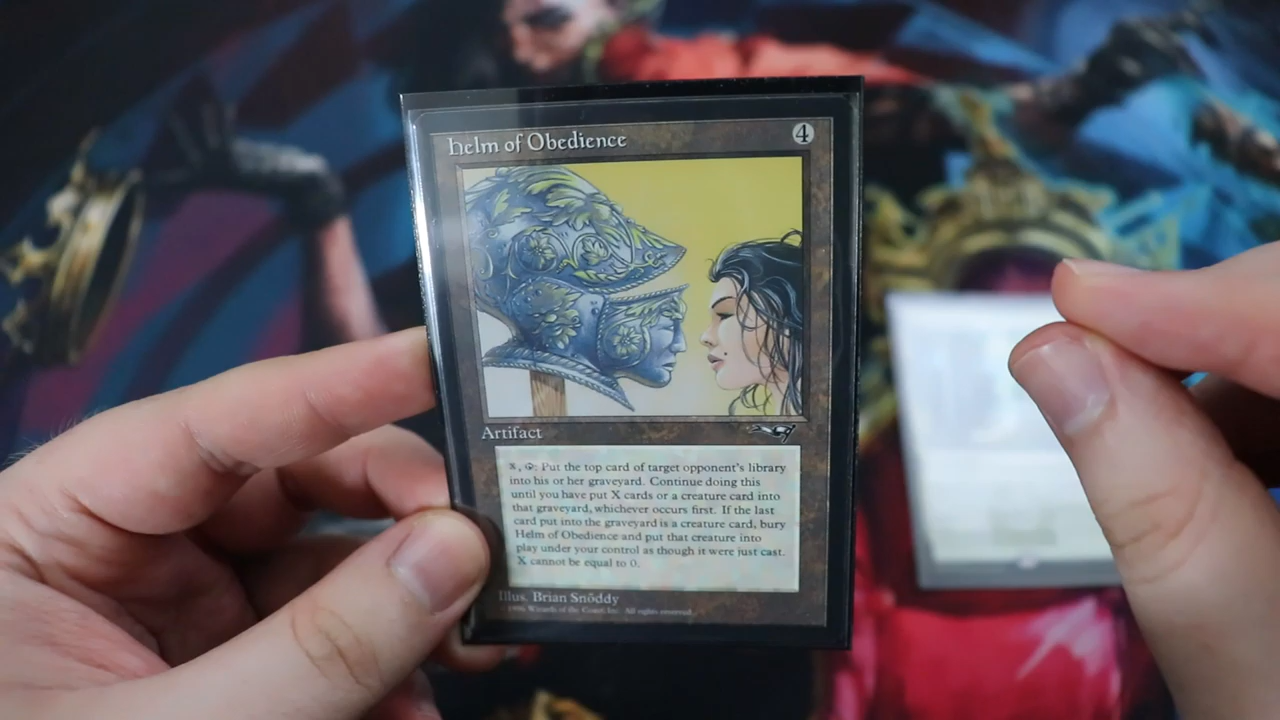 Helm of Obedience
4
Artifact
X, : Put the top card of target opponent's library
into his or her graveyard. Continue doing this
until you have put X cards or a creature card into
that graveyard, whichever occurs first. If the last
card put into the graveyard is a creature card, bury
Helm of Obedience and put that creature into
play under your control as though it were just cast.
X cannot be equal to 0.
Illus. Brian Snõddy
© 1996 Wizards of the Coast, Inc. All rights reserved.